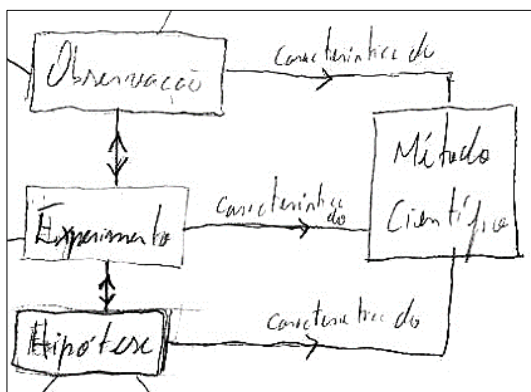 Observação
característica do
Método
Científico
Experimento
característica
do
Hipótese
característica do